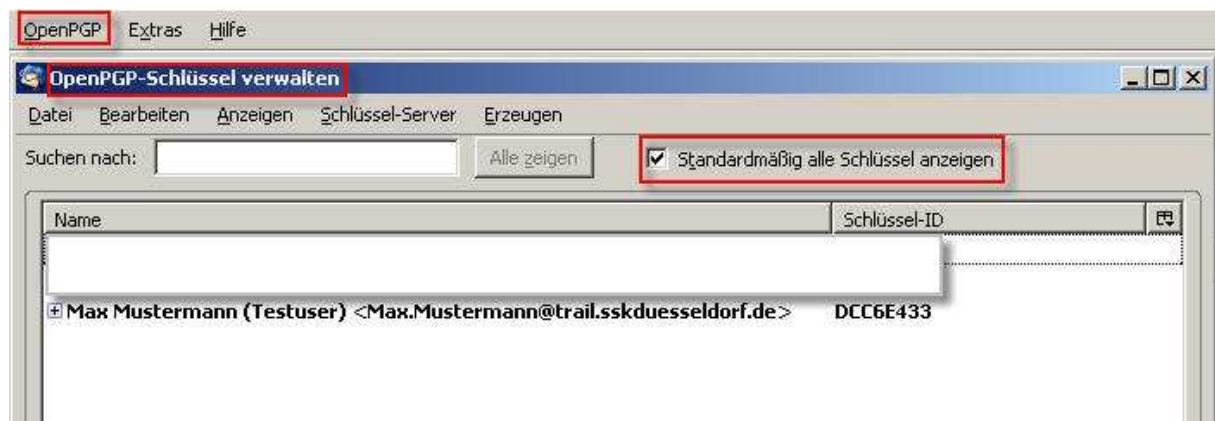 OpenPGP Extras Hilfe
OpenPGP-Schlüssel verwalten
Datei Bearbeiten Anzeigen Schlüssel-Server Erzeugen
Suchen nach: Alle zeigen Standardmäßig alle Schlüssel anzeigen
Name Schlüssel-ID
Max Mustermann (Testuser) <Max.Mustermann@trail.sskduesseldorf.de> DCC6E433